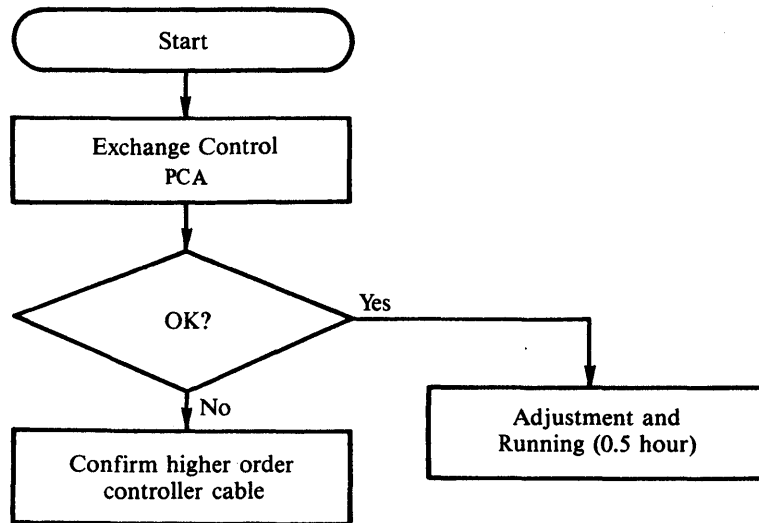 Start
Exchange Control
PCA
OK?
Yes
No
Adjustment and
Running (0.5 hour)
Confirm higher order
controller cable